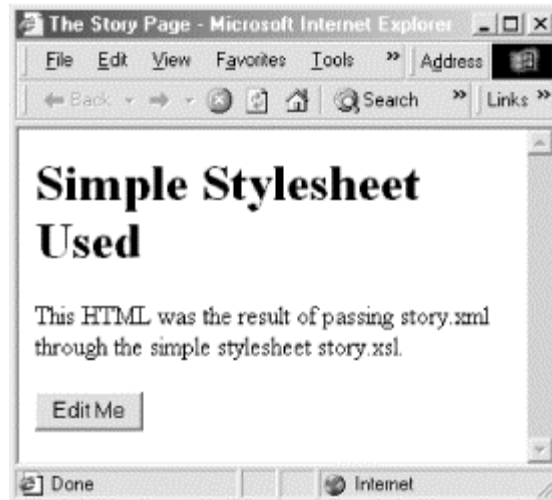 The Story Page - Microsoft Internet Explorer
File Edit View Favorites Tools » Address
Back Search » Links »
Simple Stylesheet
Used
This HTML was the result of passing story.xml
through the simple stylesheet story.xsl.
Edit Me
Done Internet